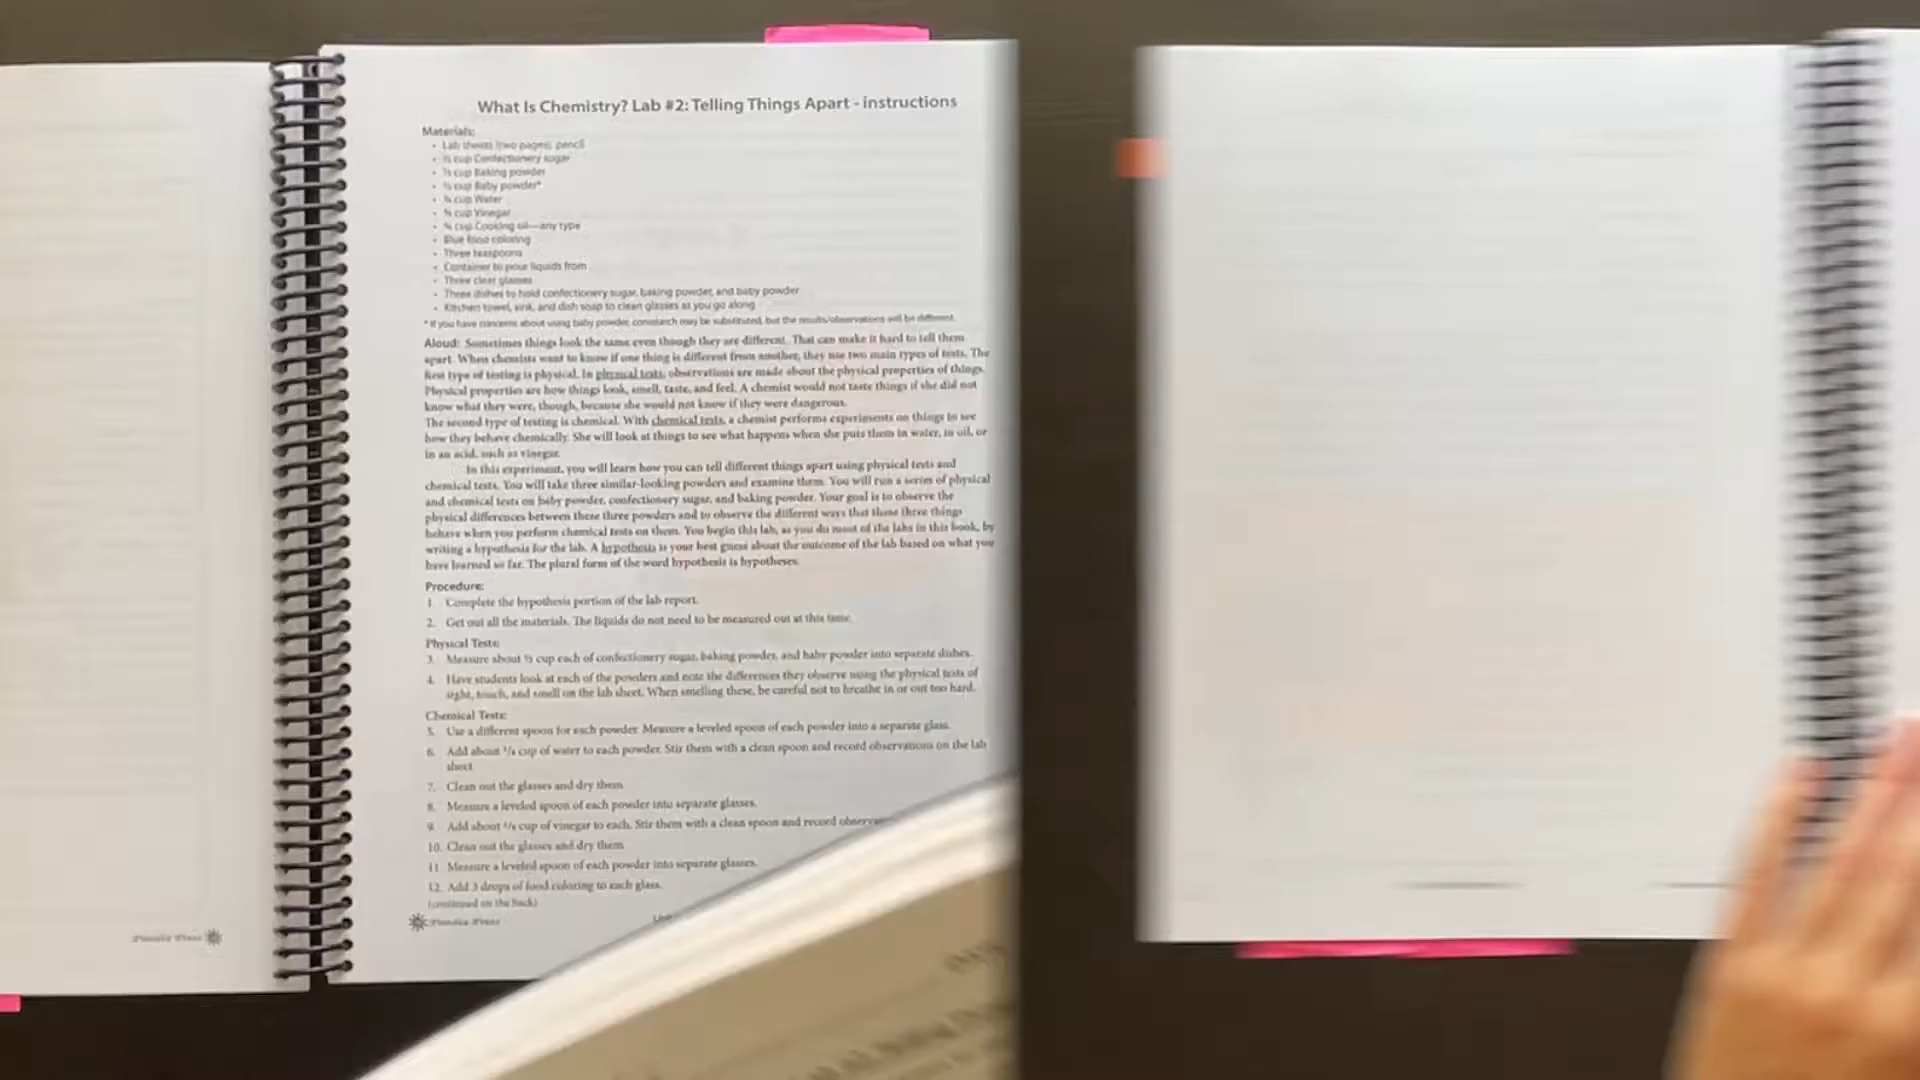 What Is Chemistry? Lab #2: Telling Things Apart - instructions
Materials:
• Lab sheets (two pages), pencil
• cup Confectionery sugar
• cup Baking powder
• cup Baby powder*
• ¾ cup Water
• ¾ cup Vinegar
• ¾ cup Cooking oil—any type
• Blue food coloring
• Three teaspoons
• Container to pour liquids from
• Three clear glasses
• Three dishes to hold confectionery sugar, baking powder, and baby powder
• Kitchen towel, sink, and dish soap to clean glasses as you go along
* If you have concerns about using baby powder, cornstarch may be substituted, but the results/observations will be different.
Aloud: Sometimes things look the same even though they are different. That can make it hard to tell them
apart. When chemists want to know if one thing is different from another, they use two main types of tests. The
first type of testing is physical. In physical tests, observations are made about the physical properties of things.
Physical properties are how things look, smell, taste, and feel. A chemist would not taste things if she did not
know what they were, though, because she would not know if they were dangerous.
The second type of testing is chemical. With chemical tests, a chemist performs experiments on things to see
how they behave chemically. She will look at things to see what happens when she puts them in water, in oil, or
in an acid, such as vinegar.
In this experiment, you will learn how you can tell different things apart using physical tests and
chemical tests. You will take three similar-looking powders and examine them. You will run a series of physical
and chemical tests on baby powder, confectionery sugar, and baking powder. Your goal is to observe the
physical differences between these three powders and to observe the different ways that those three things
behave when you perform chemical tests on them. You begin this lab, as you do most of the labs in this book, by
writing a hypothesis for the lab. A hypothesis is your best guess about the outcome of the lab based on what you
have learned so far. The plural form of the word hypothesis is hypotheses.
Procedure:
1. Complete the hypothesis portion of the lab report.
2. Get out all the materials. The liquids do not need to be measured out at this time.
Physical Tests:
3. Measure about cup each of confectionery sugar, baking powder, and baby powder into separate dishes.
4. Have students look at each of the powders and note the differences they observe using the physical tests of
sight, touch, and smell on the lab sheet. When smelling these, be careful not to breathe in or out too hard.
Chemical Tests:
5. Use a different spoon for each powder. Measure a leveled spoon of each powder into a separate glass.
6. Add about ¼ cup of water to each powder. Stir them with a clean spoon and record observations on the lab
sheet.
7. Clean out the glasses and dry them.
8. Measure a leveled spoon of each powder into separate glasses.
9. Add about ¼ cup of vinegar to each. Stir them with a clean spoon and record
10. Clean out the glasses and dry them.
11. Measure a leveled spoon of each powder into separate glasses.
12. Add 3 drops of food coloring to each glass.
(continued on the back)
Pandia Press
Pandia Press